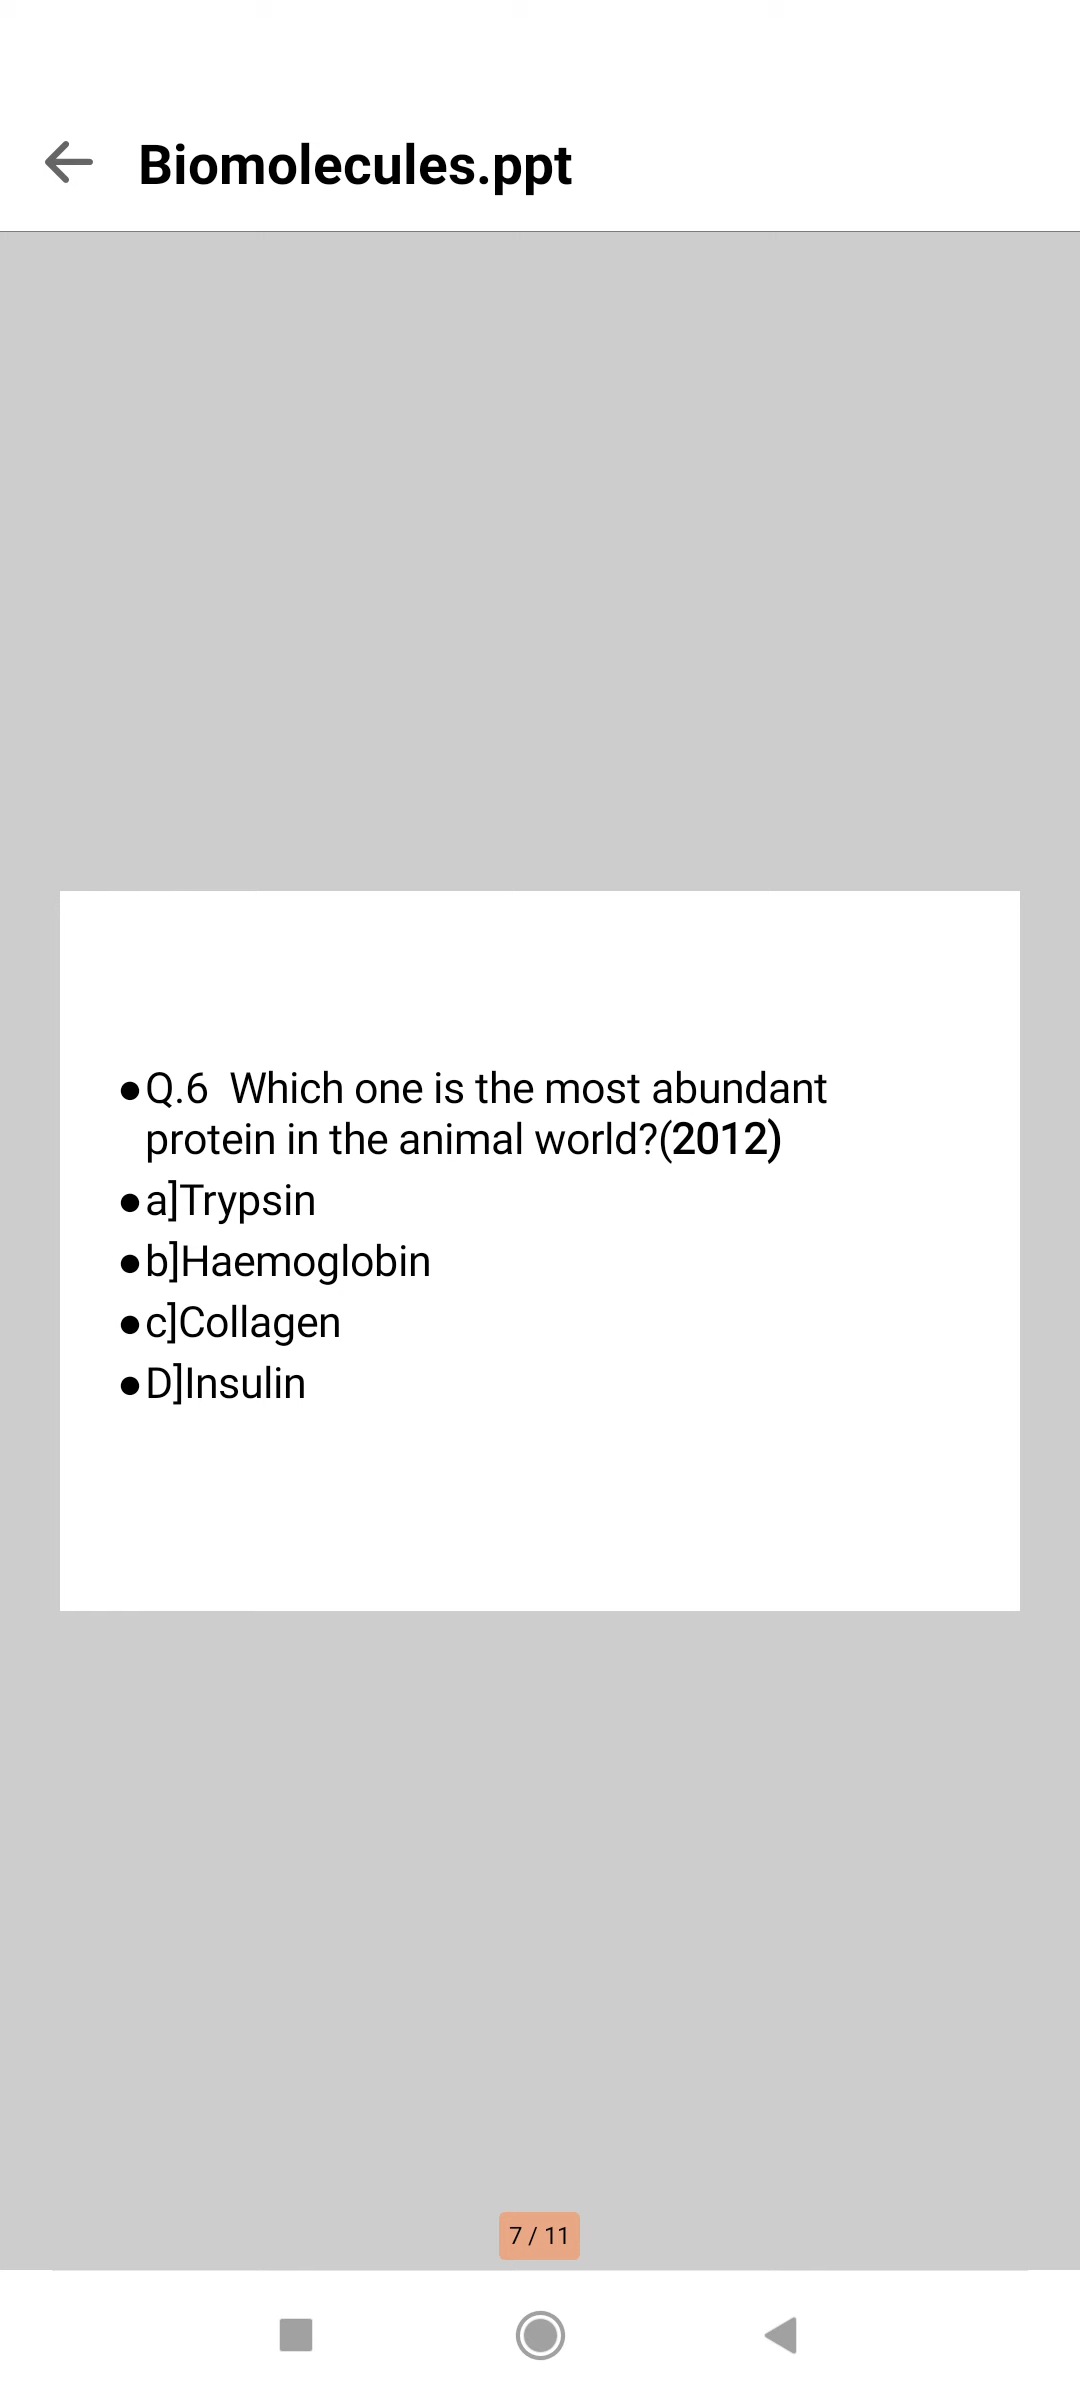 Biomolecules.ppt
●Q.6  Which one is the most abundant
protein in the animal world?(2012)
●a]Trypsin
●b]Haemoglobin
●c]Collagen
●D]Insulin
7 / 11